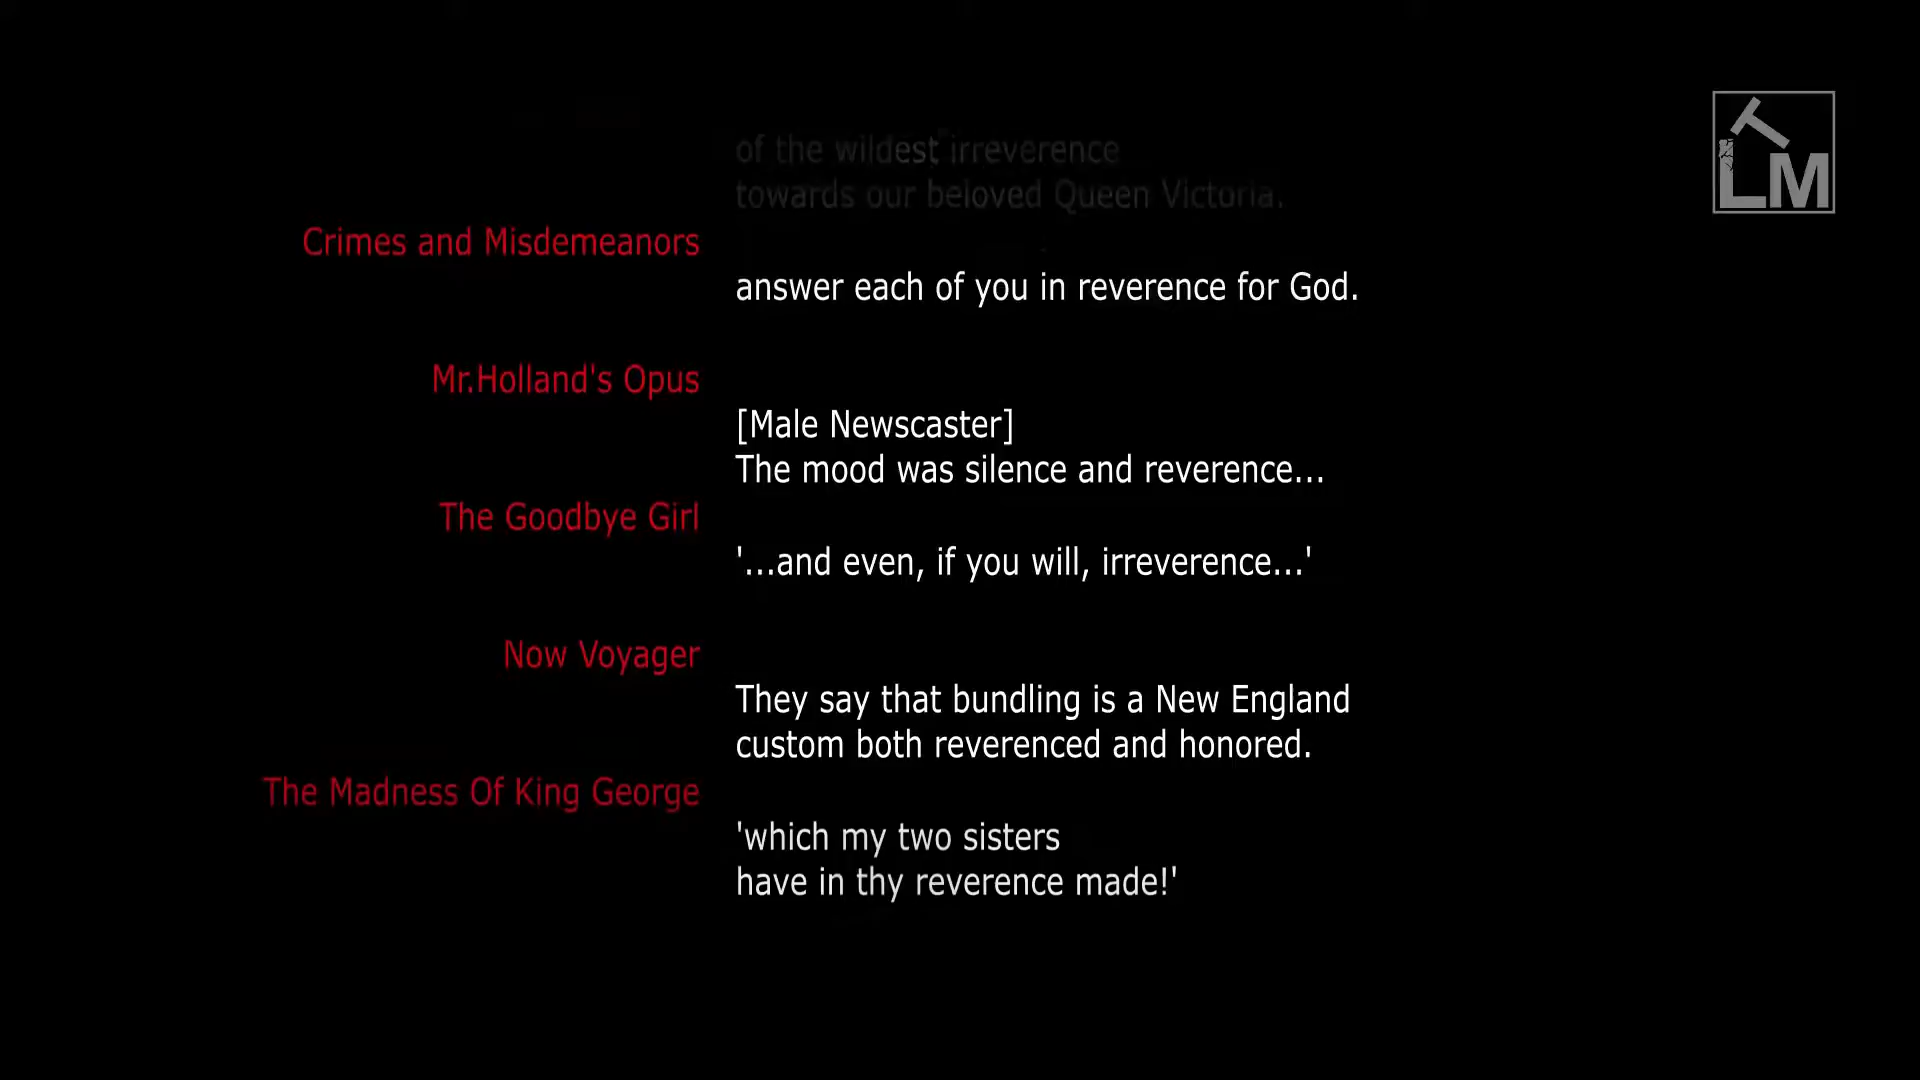 of the wildest irreverence
towards our beloved Queen Victoria.
Crimes and Misdemeanors
answer each of you in reverence for God.
Mr.Holland's Opus
[Male Newscaster]
The mood was silence and reverence...
The Goodbye Girl
'...and even, if you will, irreverence...'
Now Voyager
They say that bundling is a New England
custom both reverenced and honored.
The Madness Of King George
'which my two sisters
have in thy reverence made!'
LTM